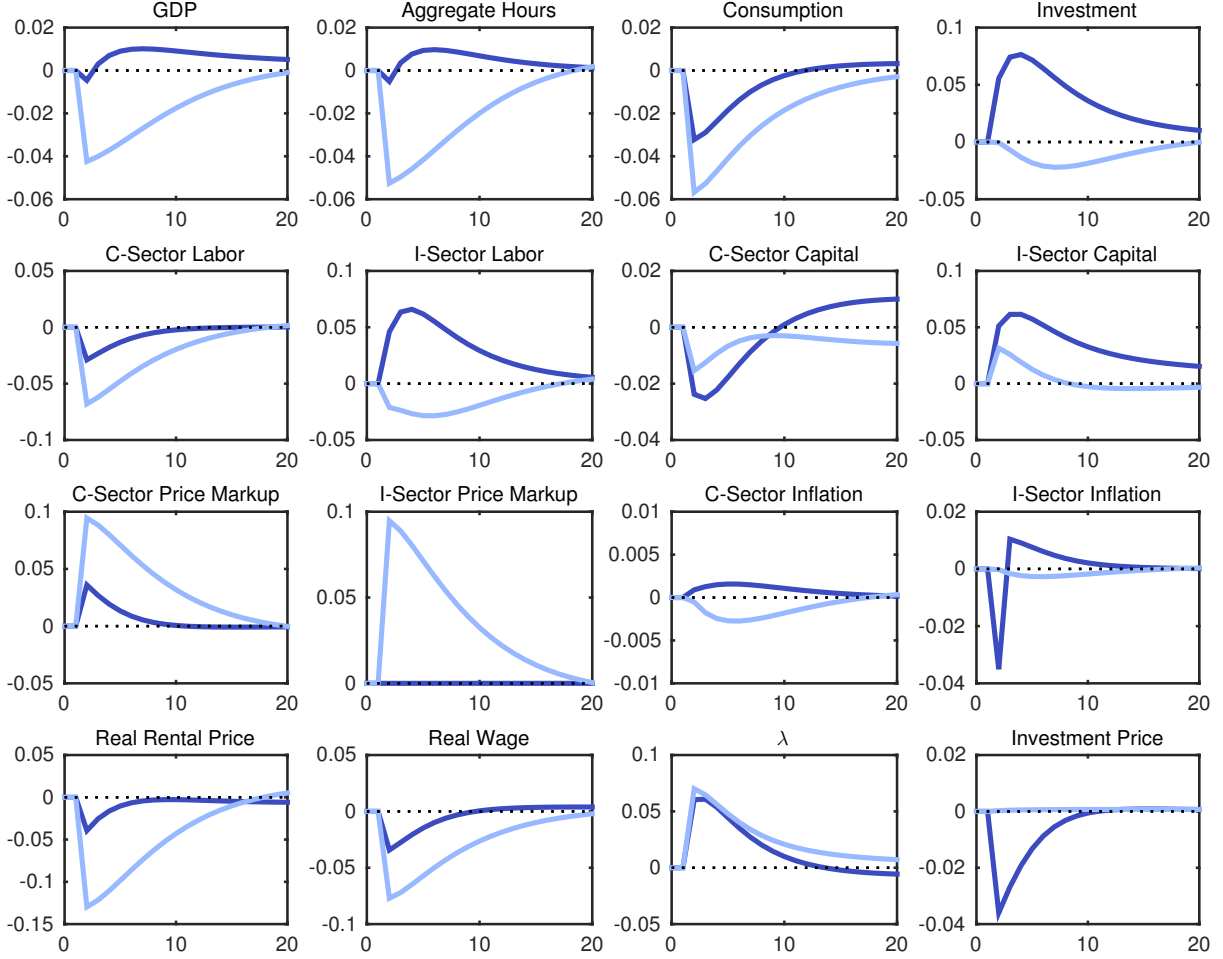 GDP Aggregate Hours Consumption Investment
0.02 0.02 0.02 0.1
0 0 0 0.05
-0.02 -0.02 -0.02 0
-0.04 -0.04 -0.04
-0.06 -0.06 -0.06 -0.05
0 10 20 0 10 20 0 10 20 0 10 20
C-Sector Labor I-Sector Labor C-Sector Capital I-Sector Capital
0.05 0.1 0.02 0.1
0 0.05 0 0.05
-0.05 0 -0.02 0
-0.1 -0.05 -0.04 -0.05
0 10 20 0 10 20 0 10 20 0 10 20
C-Sector Price Markup I-Sector Price Markup C-Sector Inflation I-Sector Inflation
0.1 0.1 0.01 0.02
0.05 0.05 0.005 0
0 0 -0.02
-0.005
-0.05 0 -0.01 -0.04
0 10 20 0 10 20 0 10 20 0 10 20
Real Rental Price Real Wage λ Investment Price
0.05 0.05 0.1 0.02
0 0 0.05 0
-0.05
-0.1 -0.05 0 -0.02
-0.15 -0.1 -0.05 -0.04
0 10 20 0 10 20 0 10 20 0 10 20